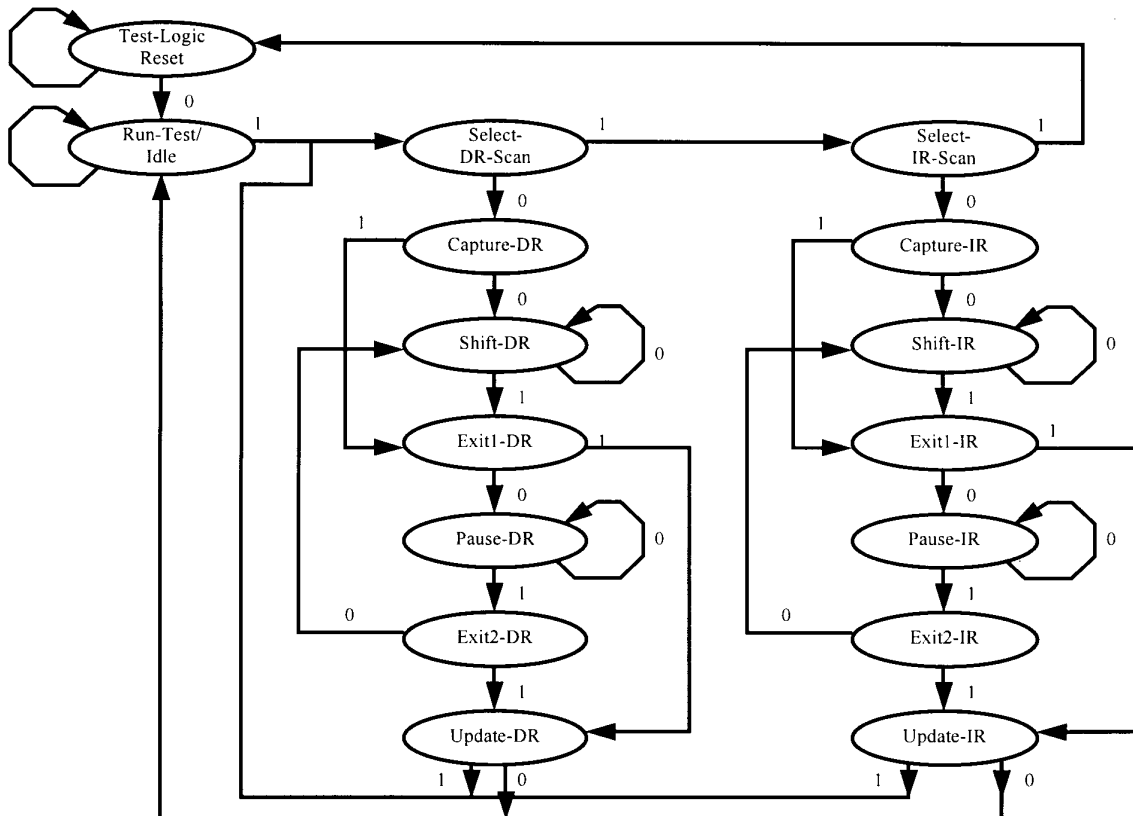 Test-Logic
Reset
0
Run-Test/
Idle
1
Select-
DR-Scan
1
Select-
IR-Scan
1
0
0
1
Capture-DR
1
Capture-IR
0
0
Shift-DR
0
Shift-IR
0
1
1
Exit1-DR
1
Exit1-IR
1
0
0
Pause-DR
0
Pause-IR
0
1
1
0
Exit2-DR
0
Exit2-IR
1
1
Update-DR
Update-IR
1
0
1
0